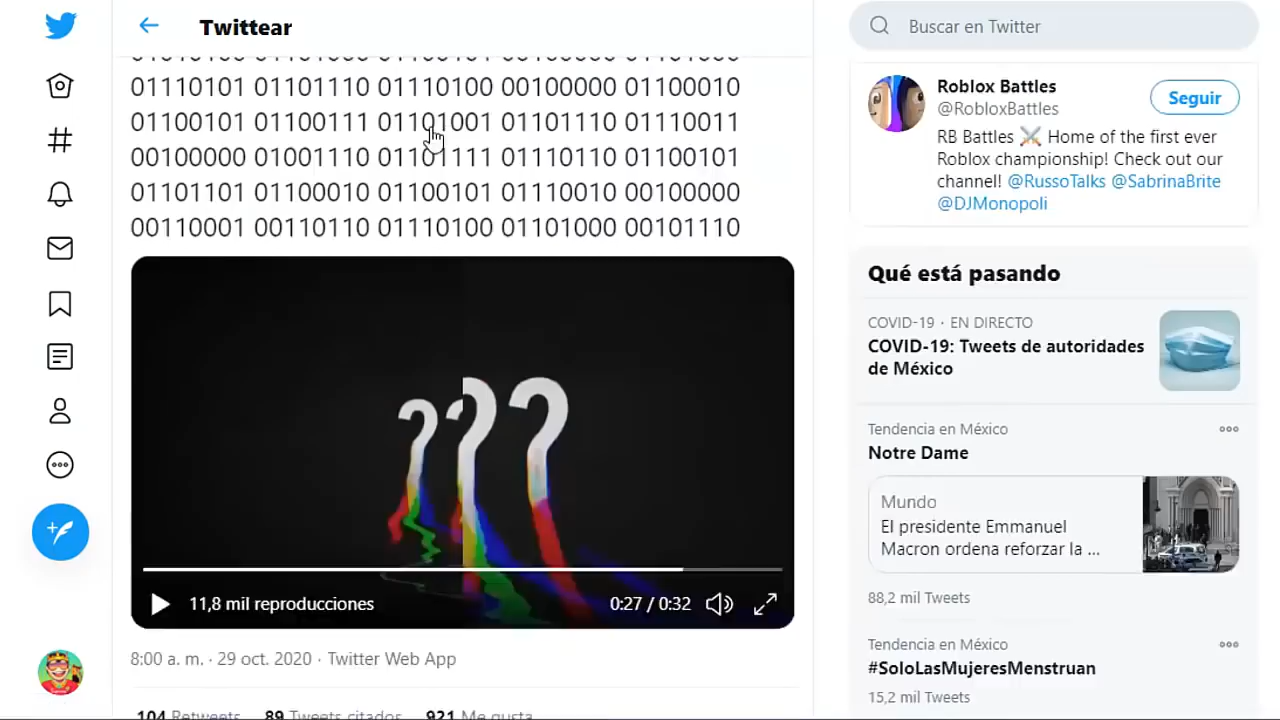 Twittear
01110101 01101110 01110100 00100000 01100010
01100101 01100111 01101001 01101110 01110011
00100000 01001110 01101111 01110110 01100101
01101101 01100010 01100101 01110010 00100000
00110001 00110110 01110100 01101000 00101110
???
11,8 mil reproducciones
0:27 / 0:32
8:00 a. m. · 29 oct. 2020 · Twitter Web App
104 Retweets 89 Tweets citados 921 Me gusta
Buscar en Twitter
Roblox Battles
@RobloxBattles
Seguir
RB Battles ⚔️ Home of the first ever
Roblox championship! Check out our
channel! @RussoTalks @SabrinaBrite
@DJMonopoli
Qué está pasando
COVID-19 · EN DIRECTO
COVID-19: Tweets de autoridades
de México
Tendencia en México
Notre Dame
Mundo
El presidente Emmanuel
Macron ordena reforzar la ...
88,2 mil Tweets
Tendencia en México
#SoloLasMujeresMenstruan
15,2 mil Tweets